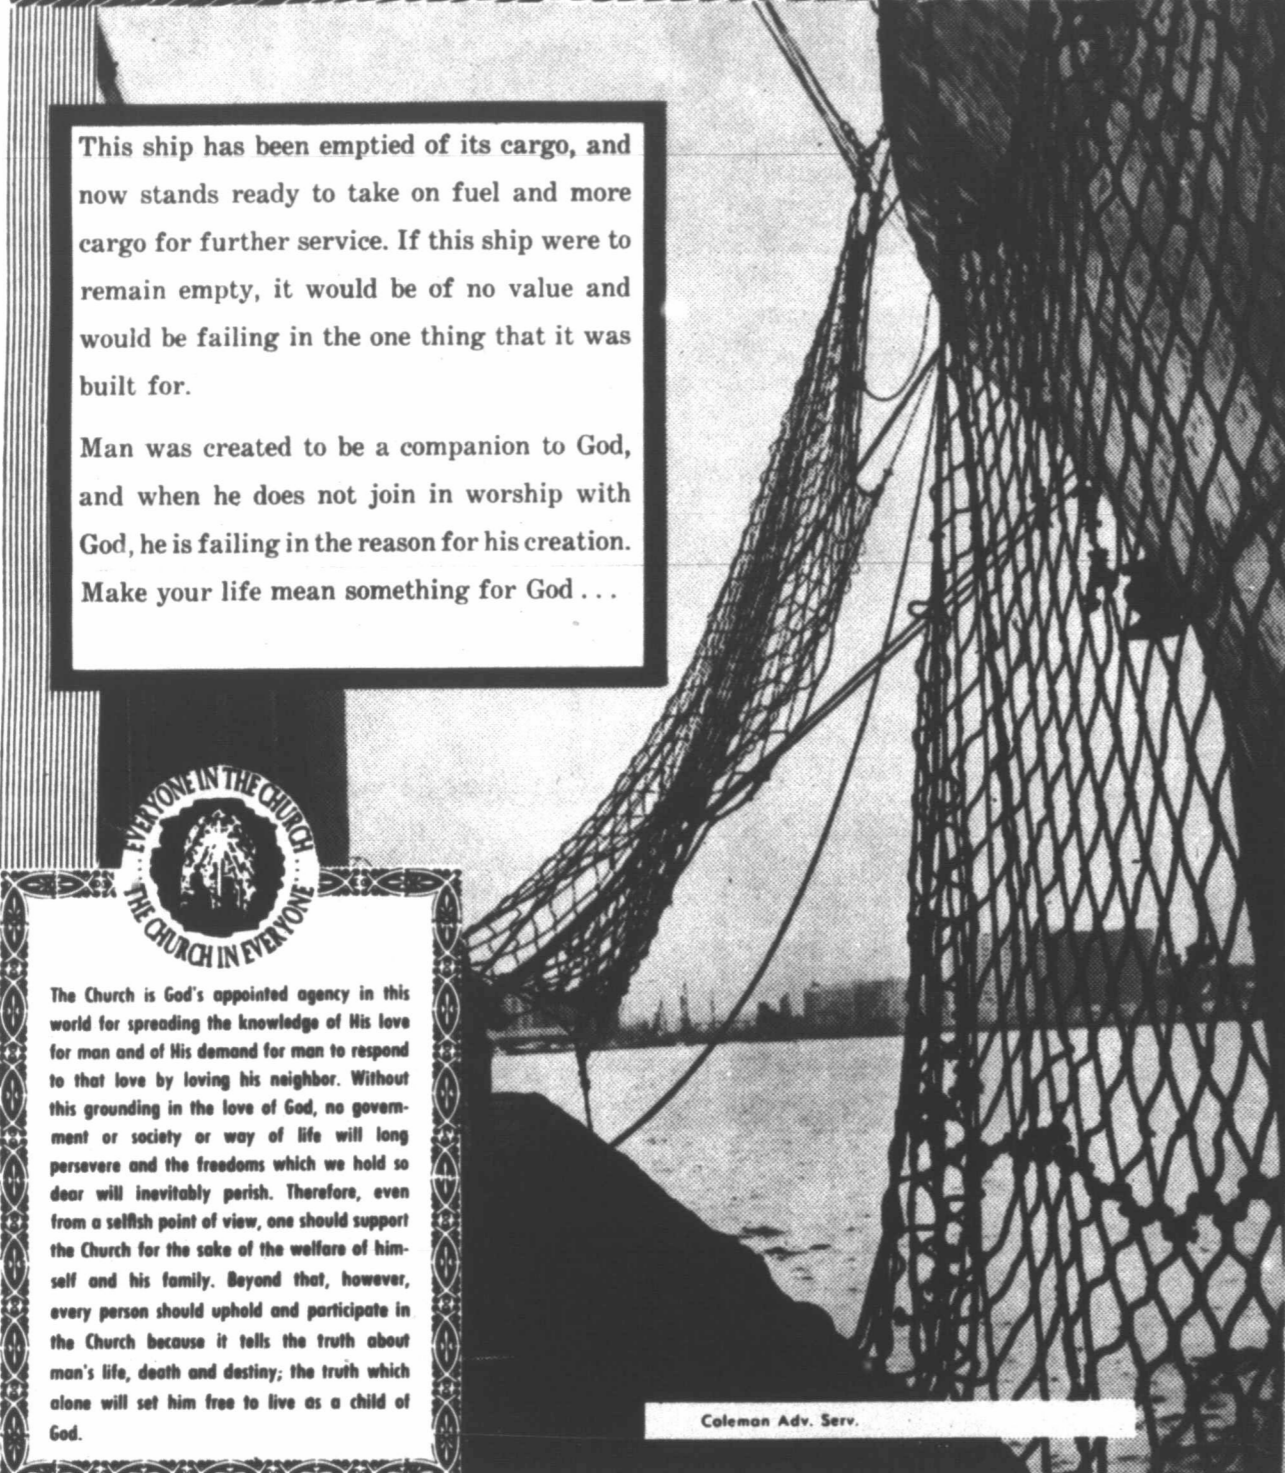 This ship has been emptied of its cargo, and
now stands ready to take on fuel and more
cargo for further service. If this ship were to
remain empty, it would be of no value and
would be failing in the one thing that it was
built for.
Man was created to be a companion to God,
and when he does not join in worship with
God, he is failing in the reason for his creation.
Make your life mean something for God . . .
EVERYONE IN THE CHURCH
THE CHURCH IN EVERYONE
The Church is God's appointed agency in this
world for spreading the knowledge of His love
for man and of His demand for man to respond
to that love by loving his neighbor. Without
this grounding in the love of God, no govern-
ment or society or way of life will long
persevere and the freedoms which we hold so
dear will inevitably perish. Therefore, even
from a selfish point of view, one should support
the Church for the sake of the welfare of him-
self and his family. Beyond that, however,
every person should uphold and participate in
the Church because it tells the truth about
man's life, death and destiny; the truth which
alone will set him free to live as a child of
God.
Coleman Adv. Serv.